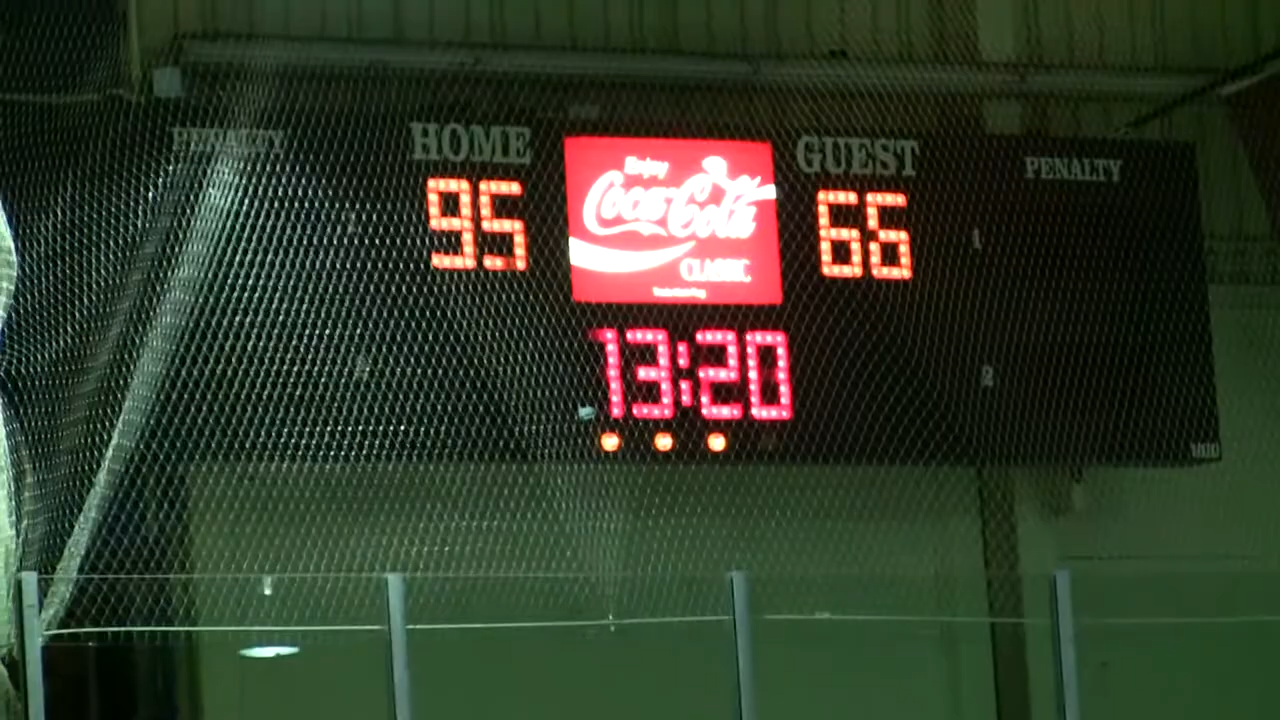 PENALTY
HOME
GUEST
PENALTY
95
Enjoy
Coca-Cola
CLASSIC
66
1
13:20
2